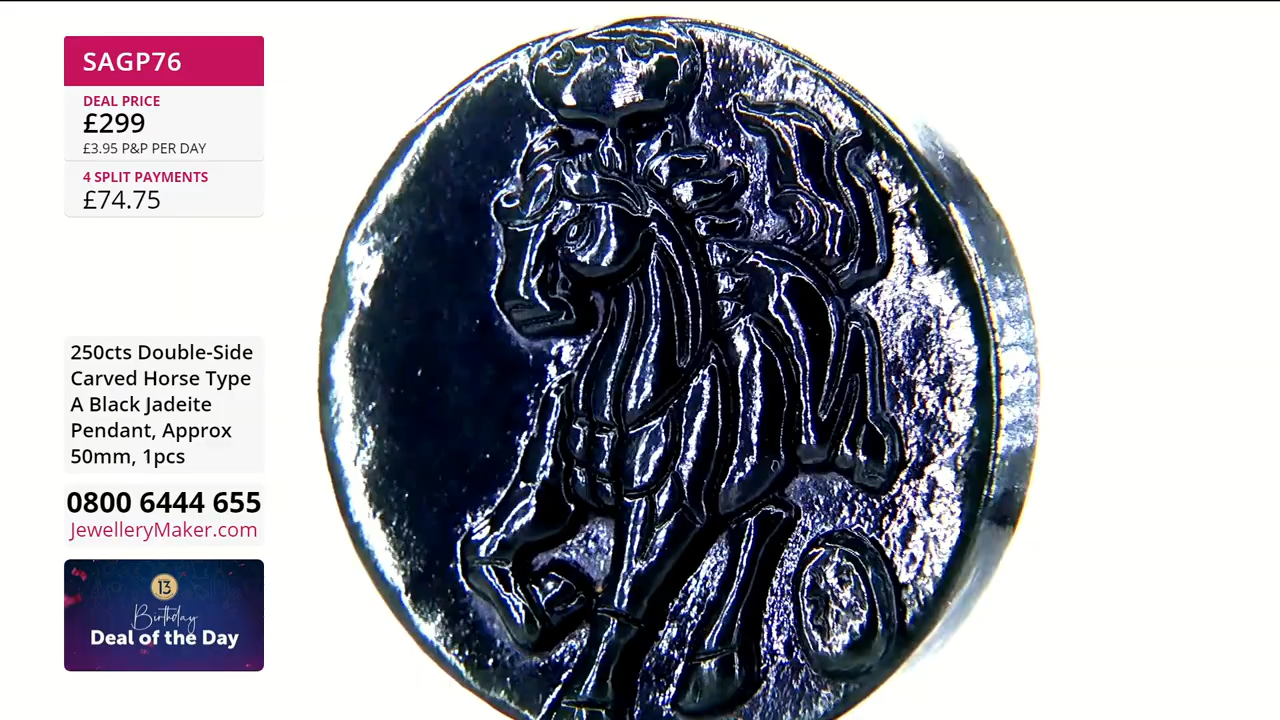 SAGP76
DEAL PRICE
£299
£3.95 P&P PER DAY
4 SPLIT PAYMENTS
£74.75
250cts Double-Side
Carved Horse Type
A Black Jadeite
Pendant, Approx
50mm, 1pcs
0800 6444 655
JewelleryMaker.com
13
Birthday
Deal of the Day